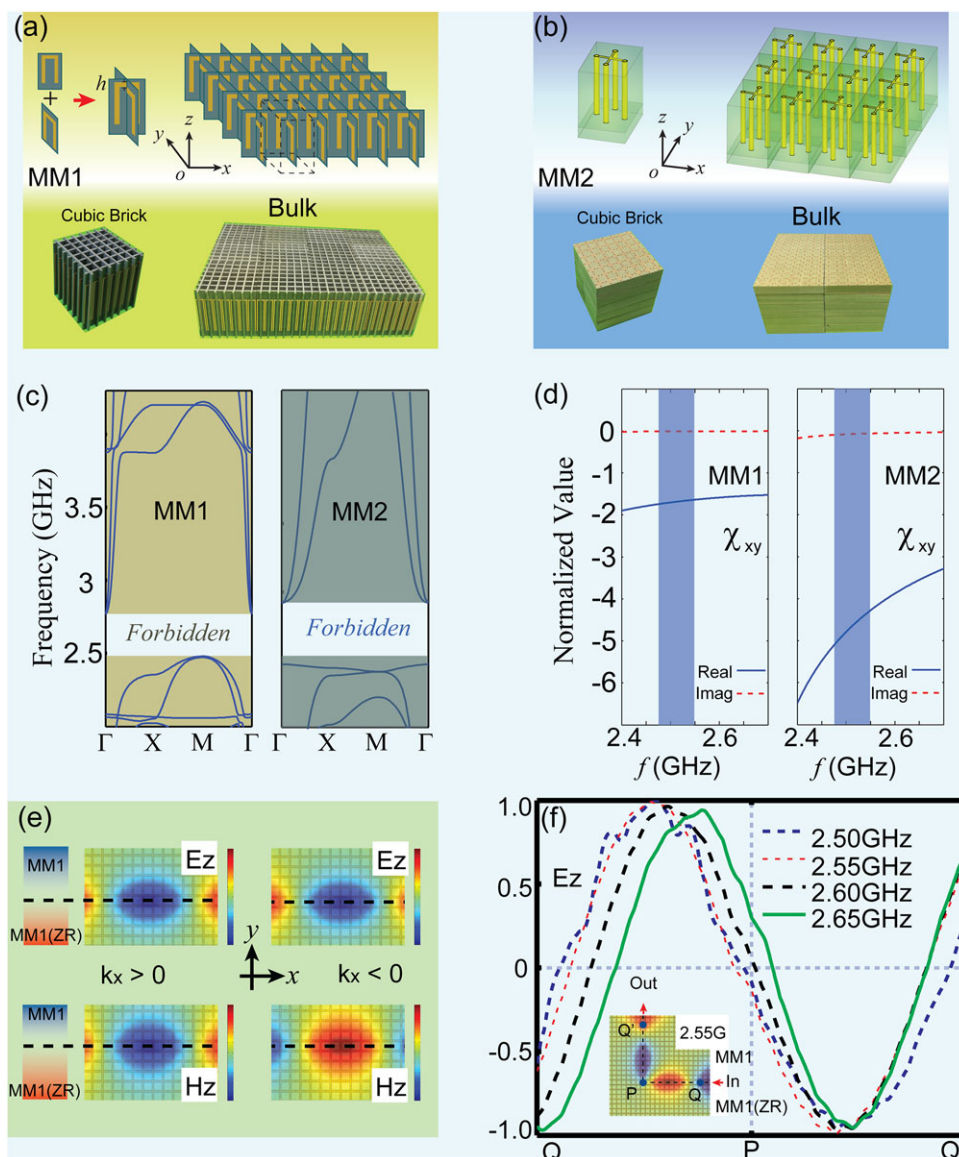 (a)
h
+
z
y
x
o
MM1
Cubic Brick
Bulk
(b)
z
y
x
o
MM2
Cubic Brick
Bulk
(c)
Frequency (GHz)
3.5
3
2.5
MM1
MM2
Forbidden
Forbidden
Γ X M Γ Γ X M Γ
(d)
Normalized Value
0
-1
-2
-3
-4
-5
-6
MM1
χxy
Real
Imag
MM2
χxy
Real
Imag
2.4 2.6 2.4 2.6
f (GHz) f (GHz)
(e)
MM1
Ez
Ez
MM1(ZR)
kx > 0
y
x
kx < 0
MM1
MM1(ZR)
Hz
Hz
(f)
1.0
0.5
0
-0.5
-1.0
Ez
2.50GHz
2.55GHz
2.60GHz
2.65GHz
Out
Q'
2.55G
MM1
In
P
Q
MM1(ZR)
Q P Q'